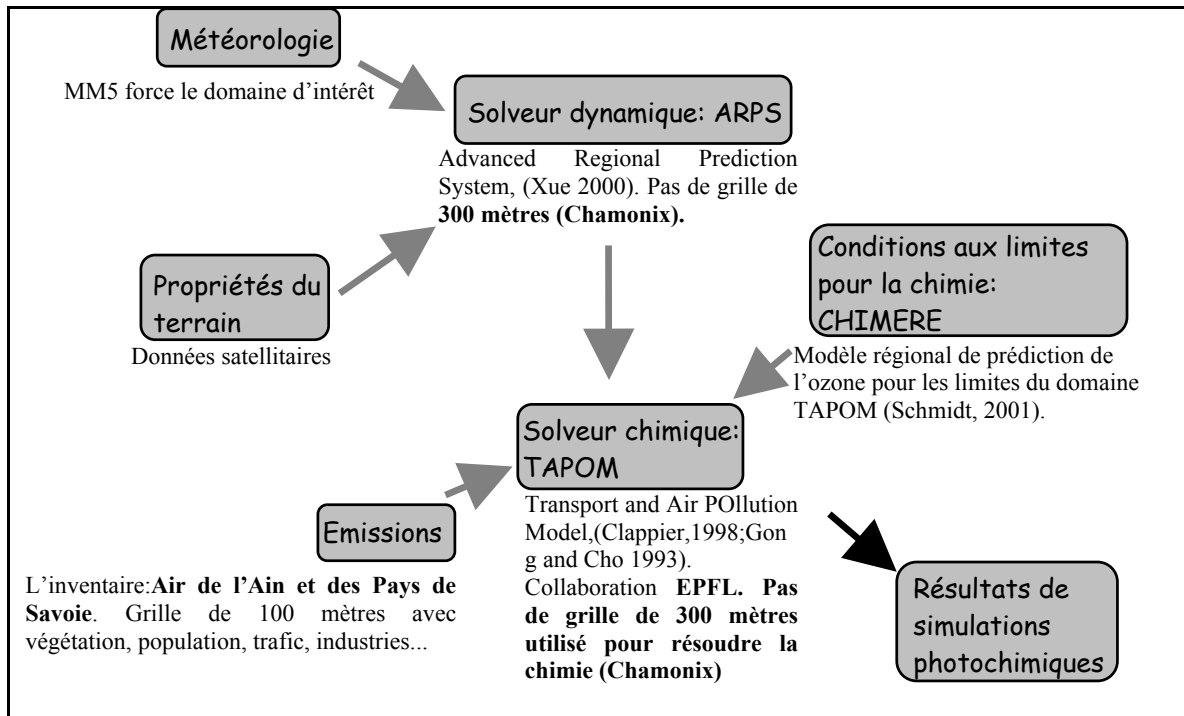 Météorologie
MM5 force le domaine d’intérêt
Solveur dynamique: ARPS
Advanced Regional Prediction
System, (Xue 2000). Pas de grille de
300 mètres (Chamonix).
Propriétés du
terrain
Données satellitaires
Conditions aux limites
pour la chimie:
CHIMERE
Modèle régional de prédiction de
l’ozone pour les limites du domaine
TAPOM (Schmidt, 2001).
Solveur chimique:
TAPOM
Transport and Air POllution
Model,(Clappier,1998;Gon
g and Cho 1993).
Collaboration EPFL. Pas
de grille de 300 mètres
utilisé pour résoudre la
chimie (Chamonix)
Emissions
L’inventaire:Air de l’Ain et des Pays de
Savoie. Grille de 100 mètres avec
végétation, population, trafic, industries...
Résultats de
simulations
photochimiques